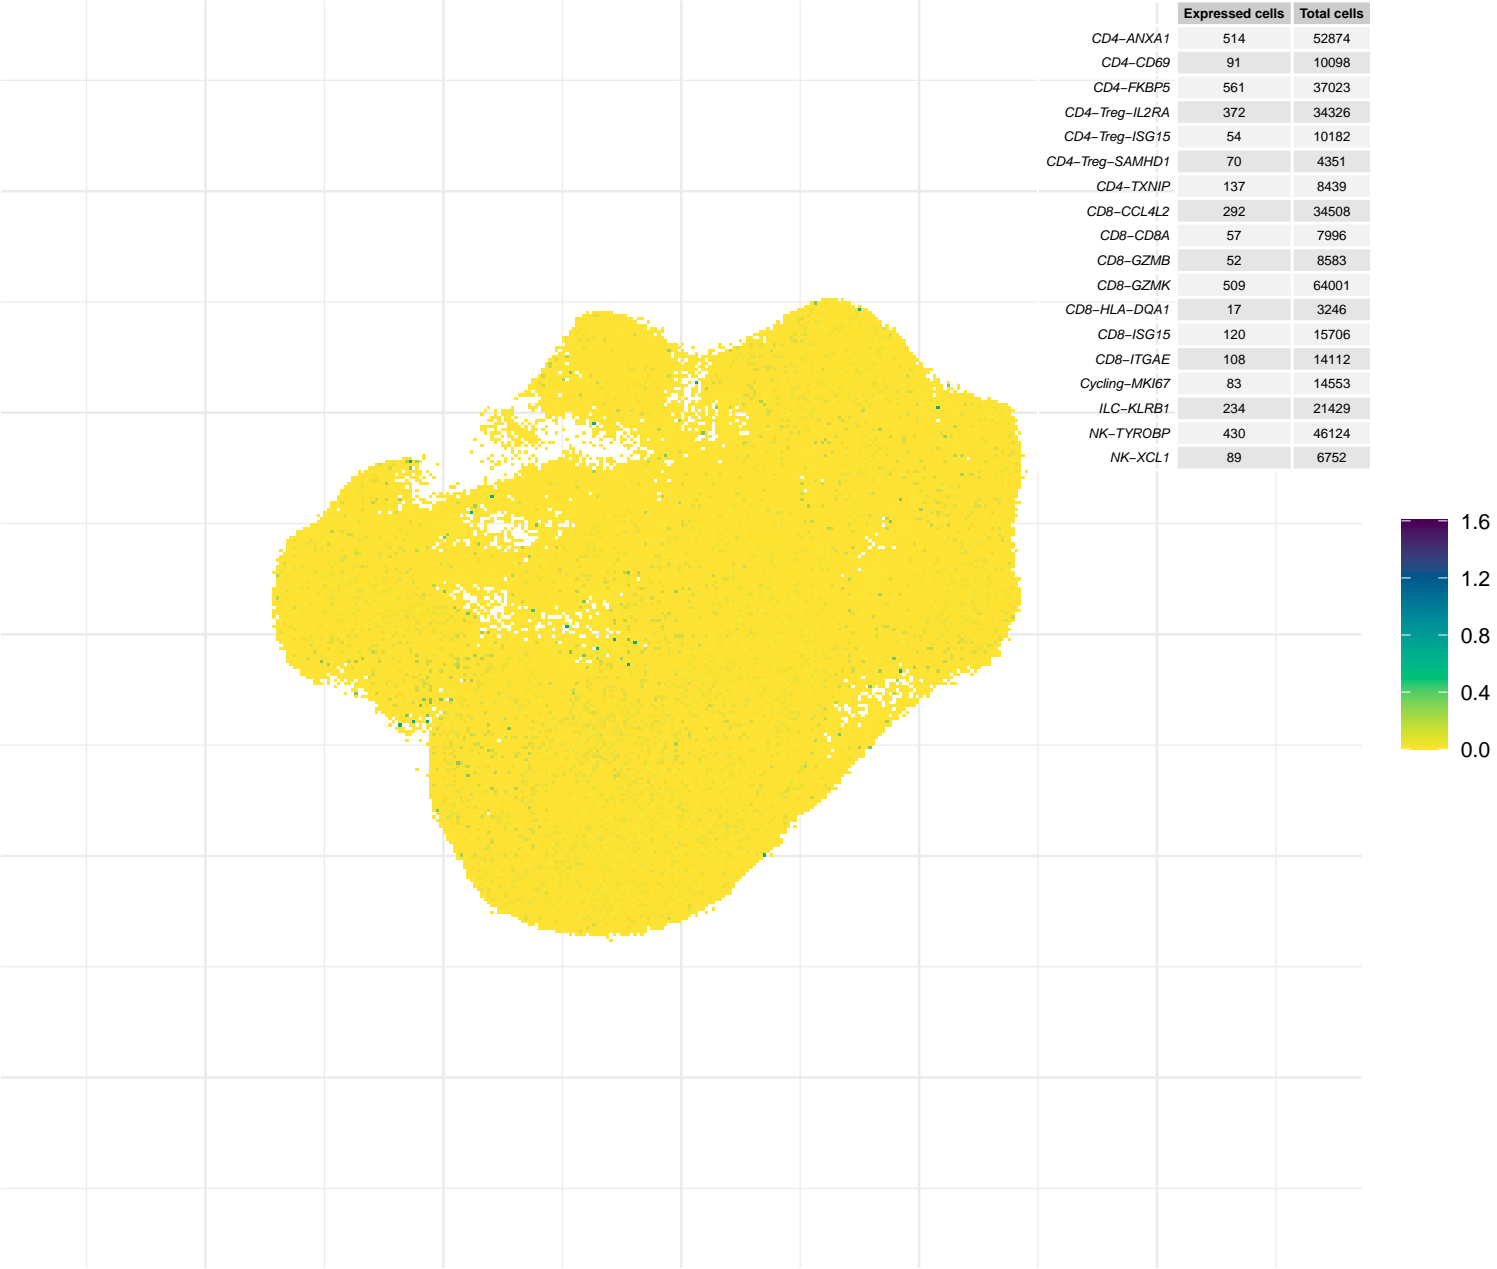 Expressed cells Total cells
CD4−ANXA1 514 52874
CD4−CD69 91 10098
CD4−FKBP5 561 37023
CD4−Treg−IL2RA 372 34326
CD4−Treg−ISG15 54 10182
CD4−Treg−SAMHD1 70 4351
CD4−TXNIP 137 8439
CD8−CCL4L2 292 34508
CD8−CD8A 57 7996
CD8−GZMB 52 8583
CD8−GZMK 509 64001
CD8−HLA−DQA1 17 3246
CD8−ISG15 120 15706
CD8−ITGAE 108 14112
Cycling−MKI67 83 14553
ILC−KLRB1 234 21429
NK−TYROBP 430 46124
NK−XCL1 89 6752
1.6
1.2
0.8
0.4
0.0